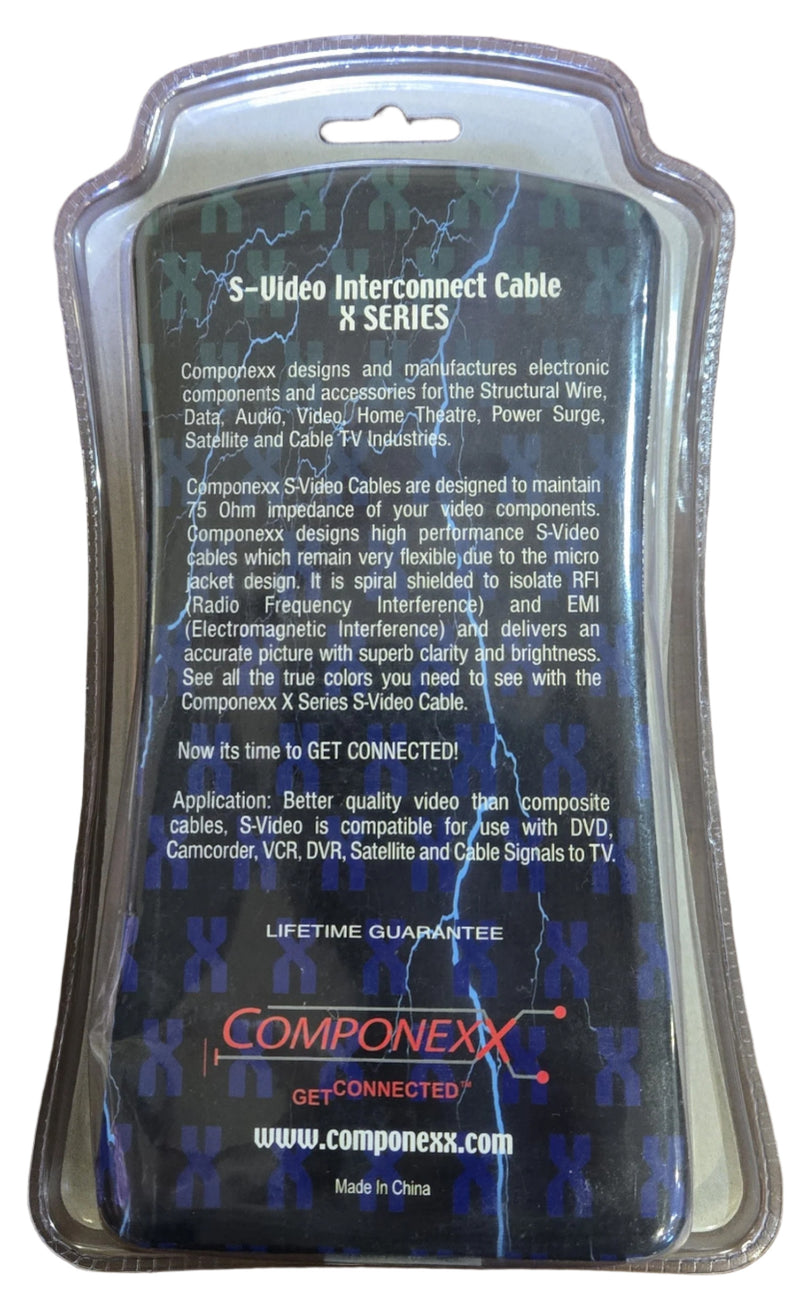 S-Video Interconnect Cable
X SERIES
Componexx designs and manufactures electronic
components and accessories for the Structural Wire,
Data, Audio, Video, Home Theatre, Power Surge,
Satellite and Cable TV Industries.
Componexx S-Video Cables are designed to maintain
75 Ohm impedance of your video components.
Componexx designs high performance S-Video
cables which remain very flexible due to the micro
jacket design. It is spiral shielded to isolate RFI
(Radio Frequency Interference) and EMI
(Electromagnetic Interference) and delivers an
accurate picture with superb clarity and brightness.
See all the true colors you need to see with the
Componexx X Series S-Video Cable.
Now its time to GET CONNECTED!
Application: Better quality video than composite
cables, S-Video is compatible for use with DVD,
Camcorder, VCR, DVR, Satellite and Cable Signals to TV.
LIFETIME GUARANTEE
COMPONEXX
GETCONNECTED™
www.componexx.com
Made In China